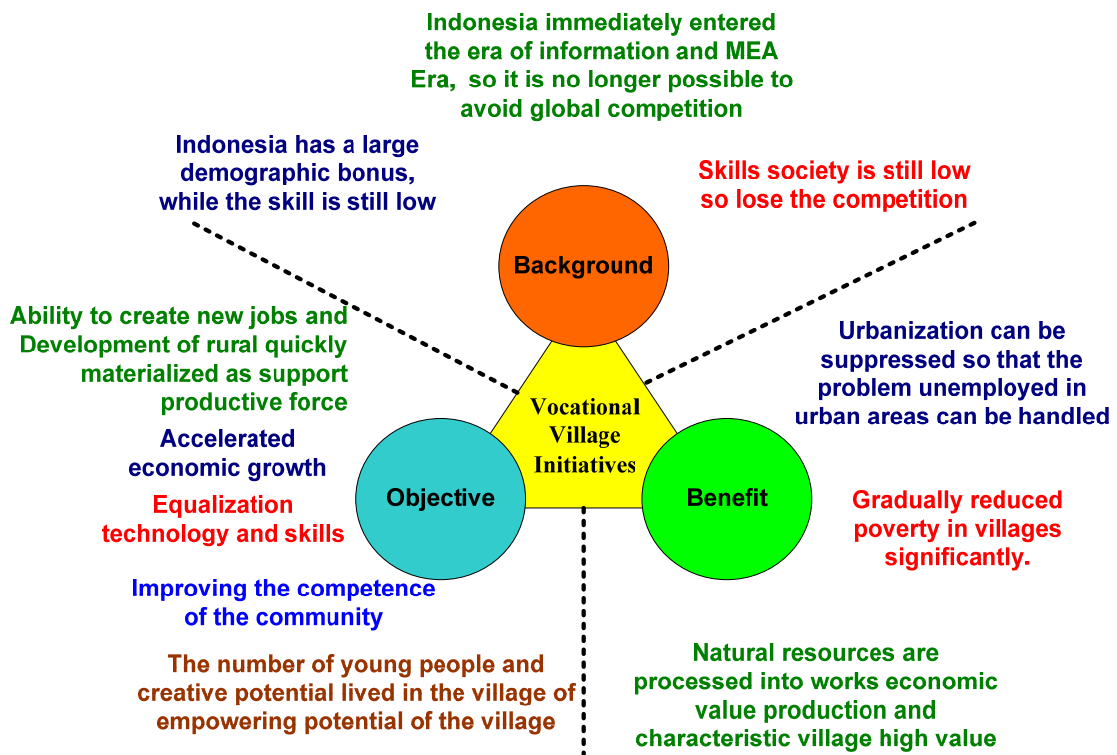 Indonesia immediately entered
the era of information and MEA
Era, so it is no longer possible to
avoid global competition
Indonesia has a large
demographic bonus,
while the skill is still low
Skills society is still low
so lose the competition
Background
Ability to create new jobs and
Development of rural quickly
materialized as support
productive force
Accelerated
economic growth
Equalization
technology and skills
Improving the competence
of the community
The number of young people and
creative potential lived in the village of
empowering potential of the village
Objective
Vocational
Village
Initiatives
Benefit
Urbanization can be
suppressed so that the
problem unemployed in
urban areas can be handled
Gradually reduced
poverty in villages
significantly.
Natural resources are
processed into works economic
value production and
characteristic village high value